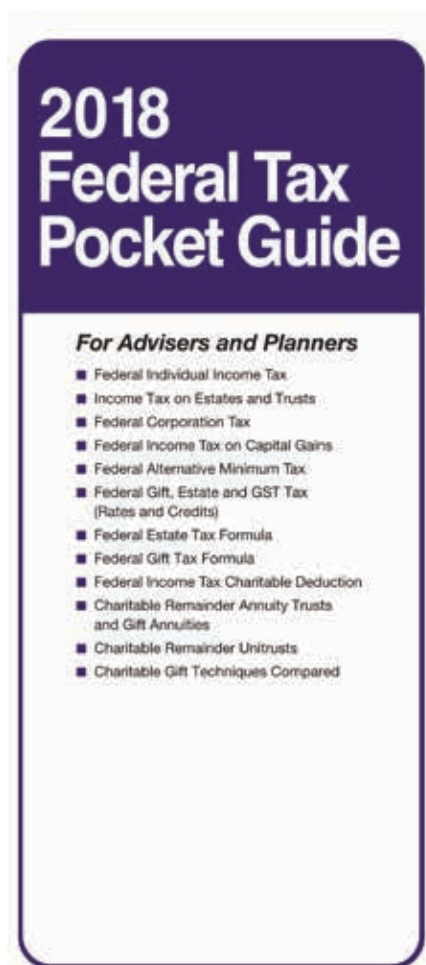 2018
Federal Tax
Pocket Guide
For Advisers and Planners
■ Federal Individual Income Tax
■ Income Tax on Estates and Trusts
■ Federal Corporation Tax
■ Federal Income Tax on Capital Gains
■ Federal Alternative Minimum Tax
■ Federal Gift, Estate and GST Tax
(Rates and Credits)
■ Federal Estate Tax Formula
■ Federal Gift Tax Formula
■ Federal Income Tax Charitable Deduction
■ Charitable Remainder Annuity Trusts
and Gift Annuities
■ Charitable Remainder Unitrusts
■ Charitable Gift Techniques Compared